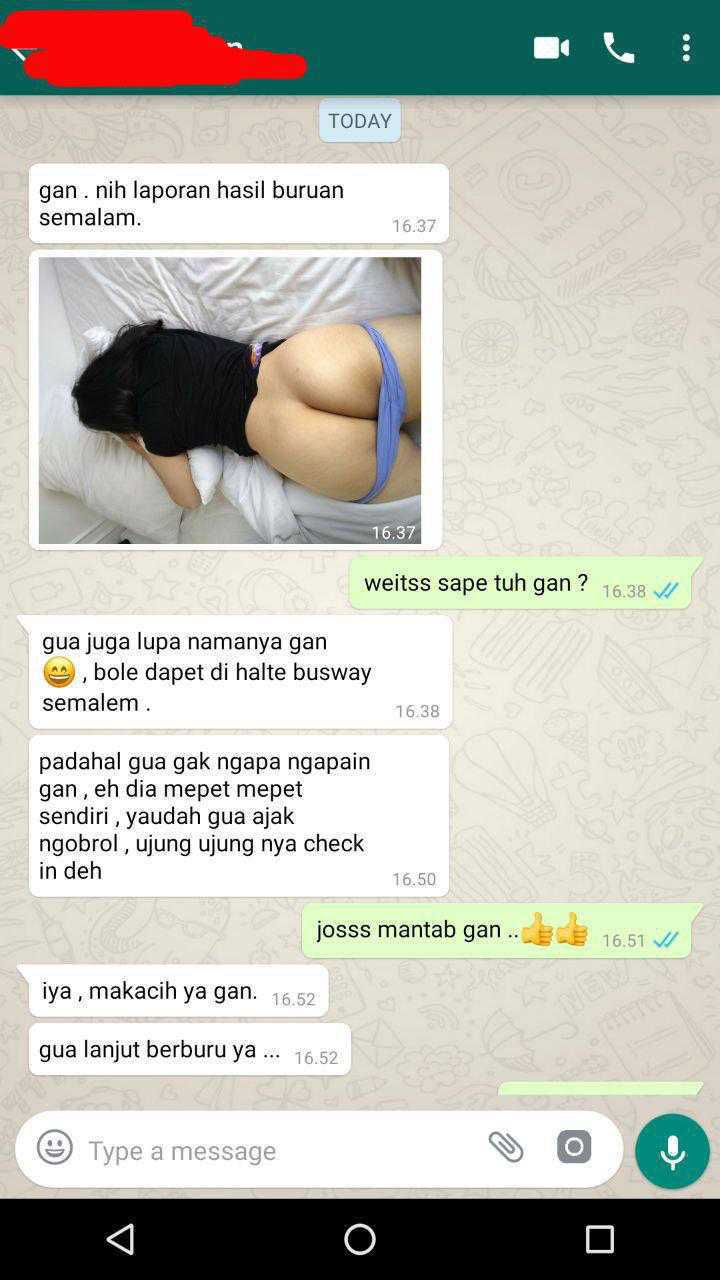 TODAY
gan . nih laporan hasil buruan
semalam.
16.37
16.37
weitss sape tuh gan ?
16.38
gua juga lupa namanya gan
😄 , bole dapet di halte busway
semalem .
16.38
padahal gua gak ngapa ngapain
gan , eh dia mepet mepet
sendiri , yaudah gua ajak
ngobrol , ujung ujung nya check
in deh
16.50
josss mantab gan ..👍👍
16.51
iya , makacih ya gan.
16.52
gua lanjut berburu ya ...
16.52
Type a message